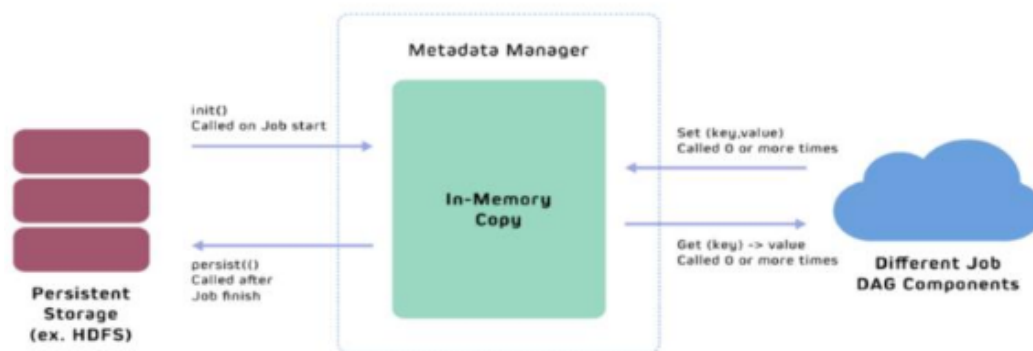 Metadata Manager
init()
Called on Job start
Set (key,value)
Called 0 or more times
In-Memory
Copy
persist(()
Called after
Job finish
Get (key) -> value
Called 0 or more times
Persistent
Storage
(ex. HDFS)
Different Job
DAG Components